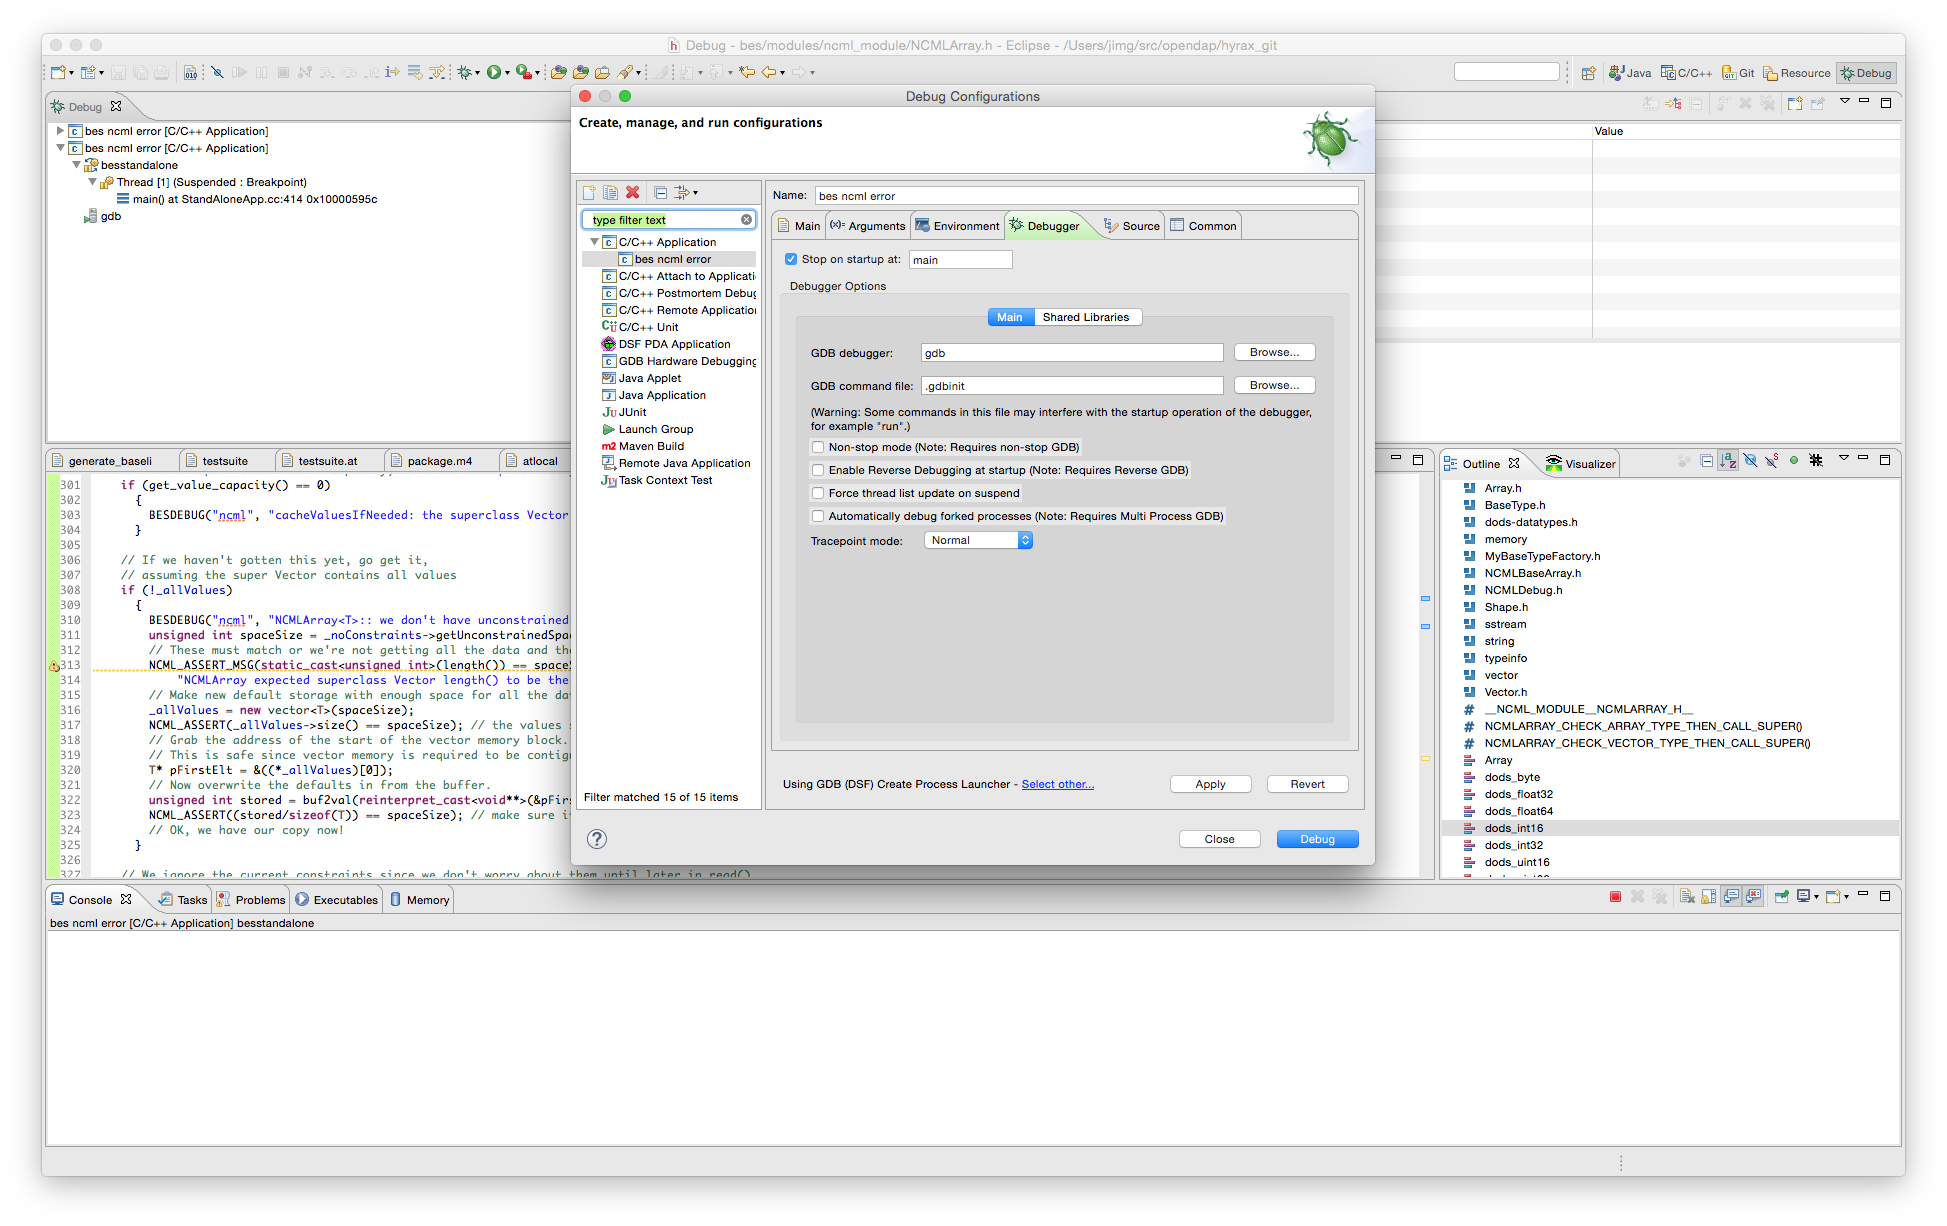 Debug - bes/modules/ncml_module/NCMLArray.h - Eclipse - /Users/jimg/src/opendap/hyrax_git
Java
C/C++
Git
Resource
Debug
Debug
bes ncml error [C/C++ Application]
bes ncml error [C/C++ Application]
besstandalone
Thread [1] (Suspended : Breakpoint)
main() at StandAloneApp.cc:414 0x10000595c
gdb
Value
Debug Configurations
Create, manage, and run configurations
type filter text
C/C++ Application
bes ncml error
C/C++ Attach to Applicati
C/C++ Postmortem Debug
C/C++ Remote Application
C/C++ Unit
DSF PDA Application
GDB Hardware Debugging
Java Applet
Java Application
JUnit
Launch Group
Maven Build
Remote Java Application
Task Context Test
Filter matched 15 of 15 items
Name: bes ncml error
Main
Arguments
Environment
Debugger
Source
Common
Stop on startup at: main
Debugger Options
Main
Shared Libraries
GDB debugger: gdb Browse...
GDB command file: .gdbinit Browse...
(Warning: Some commands in this file may interfere with the startup operation of the debugger,
for example "run".)
Non-stop mode (Note: Requires non-stop GDB)
Enable Reverse Debugging at startup (Note: Requires Reverse GDB)
Force thread list update on suspend
Automatically debug forked processes (Note: Requires Multi Process GDB)
Tracepoint mode: Normal
Using GDB (DSF) Create Process Launcher - Select other...
Apply
Revert
Close
Debug
generate_baseli
testsuite
testsuite.at
package.m4
atlocal
301 if (get_value_capacity() == 0)
302 {
303 BESDEBUG("ncml", "cacheValuesIfNeeded: the superclass Vector
304 }
305
306 // If we haven't gotten this yet, go get it,
307 // assuming the super Vector contains all values
308 if (!_allValues)
309 {
310 BESDEBUG("ncml", "NCMLArray<T>:: we don't have unconstrained
311 unsigned int spaceSize = _noConstraints->getUnconstrainedSpac
312 // These must match or we're not getting all the data and the
313 NCML_ASSERT_MSG(static_cast<unsigned int>(length()) == spaceS
314 "NCMLArray expected superclass Vector length() to be the
315 // Make new default storage with enough space for all the da
316 _allValues = new vector<T>(spaceSize);
317 NCML_ASSERT(_allValues->size() == spaceSize); // the values s
318 // Grab the address of the start of the vector memory block.
319 // This is safe since vector memory is required to be contig
320 T* pFirstElt = &((*_allValues)[0]);
321 // Now overwrite the defaults in from the buffer.
322 unsigned int stored = buf2val(reinterpret_cast<void**>(&pFirs
323 NCML_ASSERT((stored/sizeof(T)) == spaceSize); // make sure i
324 // OK, we have our copy now!
325 }
326
327 // We ignore the current constraints since we don't worry about them until later in read()
Outline
Visualizer
Array.h
BaseType.h
dods-datatypes.h
memory
MyBaseTypeFactory.h
NCMLBaseArray.h
NCMLDebug.h
Shape.h
sstream
string
typeinfo
vector
Vector.h
__NCML_MODULE__NCMLARRAY_H__
NCMLARRAY_CHECK_ARRAY_TYPE_THEN_CALL_SUPER()
NCMLARRAY_CHECK_VECTOR_TYPE_THEN_CALL_SUPER()
Array
dods_byte
dods_float32
dods_float64
dods_int16
dods_int32
dods_uint16
Console
Tasks
Problems
Executables
Memory
bes ncml error [C/C++ Application] besstandalone